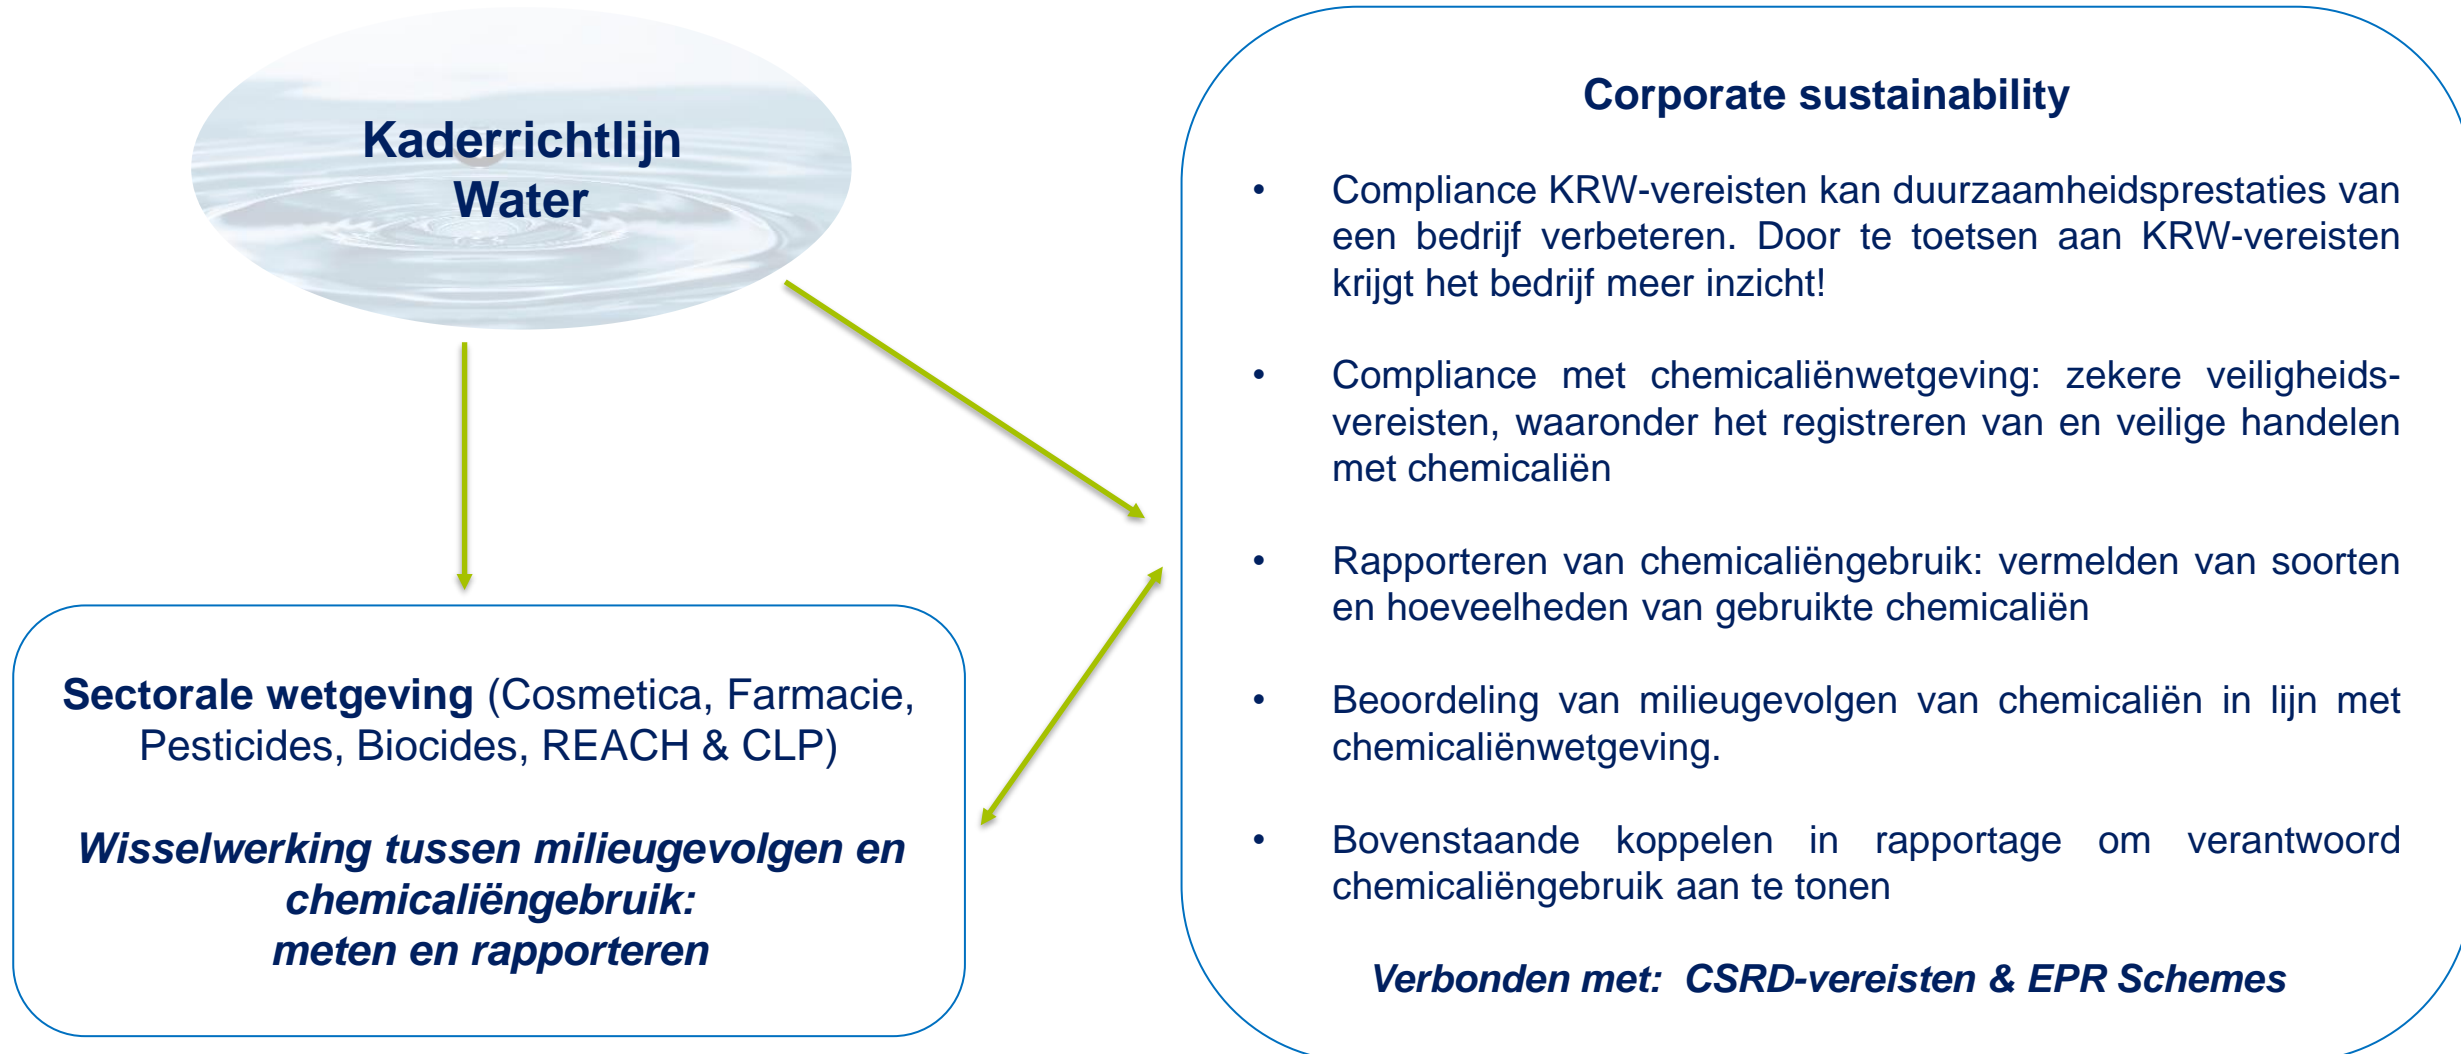 Kaderrichtlijn
Water
Sectorale wetgeving (Cosmetica, Farmacie,
Pesticides, Biocides, REACH & CLP)
Wisselwerking tussen milieugevolgen en
chemicaliëngebruik:
meten en rapporteren
Corporate sustainability
• Compliance KRW-vereisten kan duurzaamheidsprestaties van
een bedrijf verbeteren. Door te toetsen aan KRW-vereisten
krijgt het bedrijf meer inzicht!
• Compliance met chemicaliënwetgeving: zekere veiligheids-
vereisten, waaronder het registreren van en veilige handelen
met chemicaliën
• Rapporteren van chemicaliëngebruik: vermelden van soorten
en hoeveelheden van gebruikte chemicaliën
• Beoordeling van milieugevolgen van chemicaliën in lijn met
chemicaliënwetgeving.
• Bovenstaande koppelen in rapportage om verantwoord
chemicaliëngebruik aan te tonen
Verbonden met: CSRD-vereisten & EPR Schemes